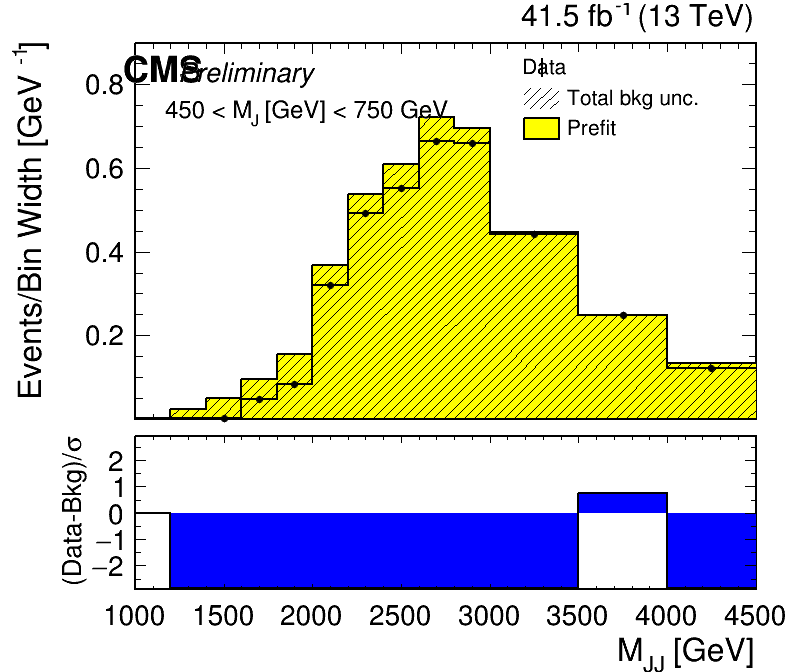 41.5 fb-1 (13 TeV)
CMS Preliminary
450 < MJ [GeV] < 750 GeV
Data
Total bkg unc.
Prefit
Events/Bin Width [GeV-1]
0.8
0.6
0.4
0.2
(Data-Bkg)/σ
2
1
0
−1
−2
1000 1500 2000 2500 3000 3500 4000 4500
MJJ [GeV]